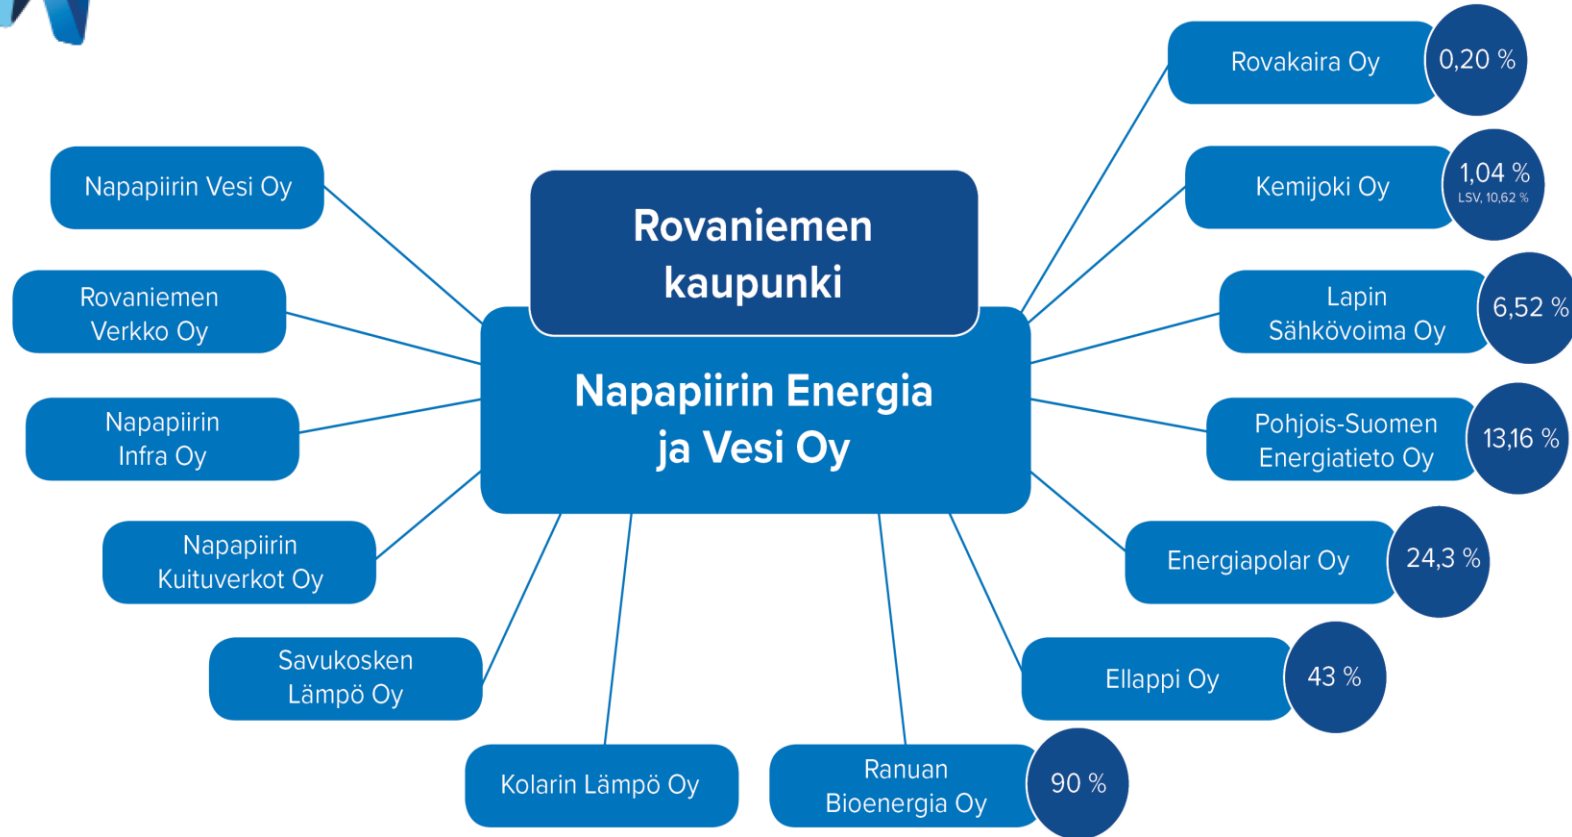 Rovaniemen
kaupunki
Napapiirin Energia
ja Vesi Oy
Napapiirin Vesi Oy
Rovaniemen
Verkko Oy
Napapiirin
Infra Oy
Napapiirin
Kuituverkot Oy
Savukosken
Lämpö Oy
Kolarin Lämpö Oy
Ranuan
Bioenergia Oy
90 %
Ellappi Oy
43 %
Energiapolar Oy
24,3 %
Pohjois-Suomen
Energiatieto Oy
13,16 %
Lapin
Sähkövoima Oy
6,52 %
Kemijoki Oy
1,04 %
LSV, 10,62 %
Rovakaira Oy
0,20 %